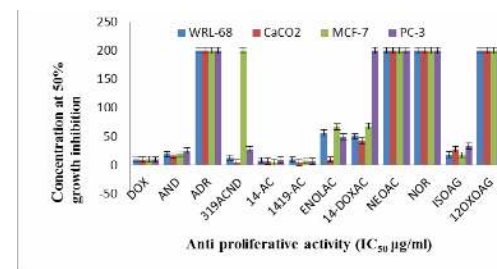 250
WRL-68 CaCO2 MCF-7 PC-3
200
150
100
50
0
-50
Concentration at 50%
growth inhibition
DOX AND ADR 319ACND 14-AC 1419-AC ENOLAC 14-DOXAC NEOAC NOR ISOAG 12OXOAG
Anti proliferative activity (IC₅₀ µg/ml)